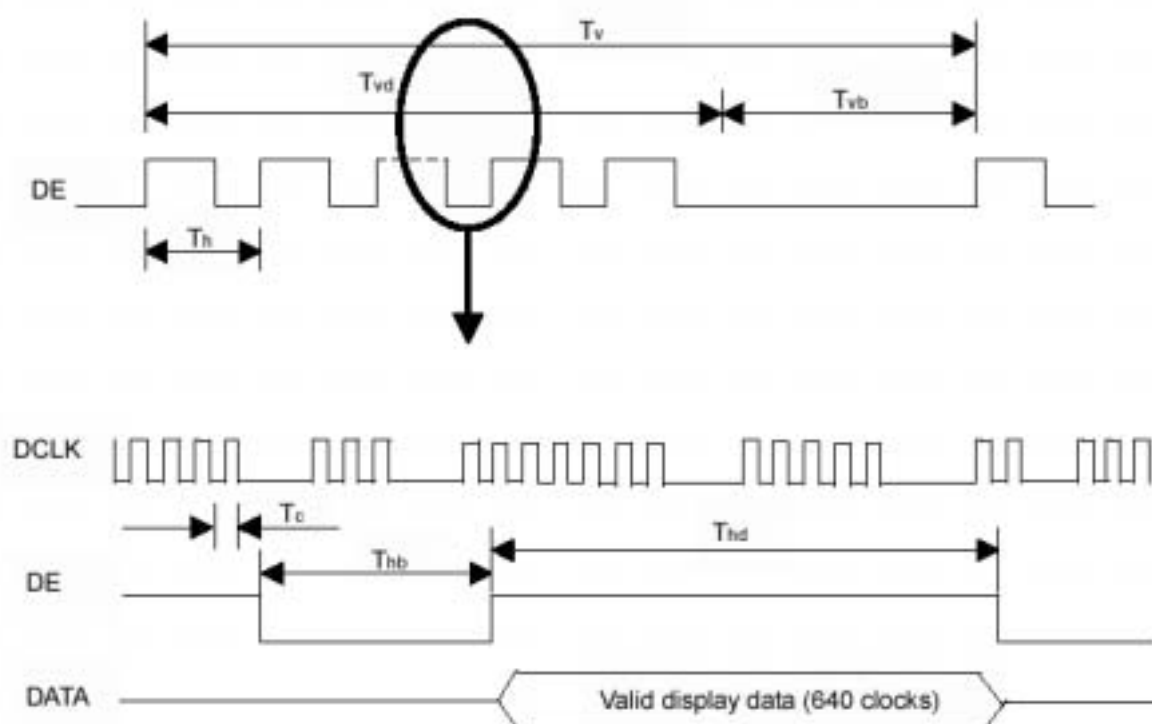 Tv
Tvd
Tvb
DE
Th
DCLK
Tc
Thd
Thb
DE
DATA
Valid display data (640 clocks)